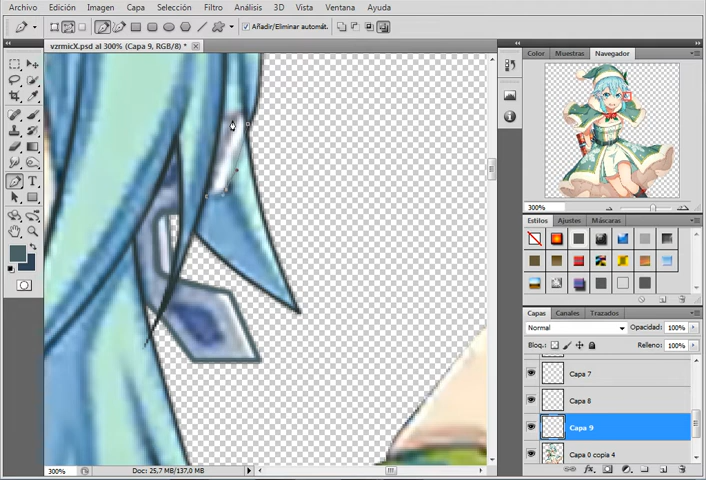 Archivo Edición Imagen Capa Selección Filtro Análisis 3D Vista Ventana Ayuda
Añadir/Eliminar automát.
vzrmicX.psd al 300% (Capa 9, RGB/8) * x
Color Muestras Navegador
300%
Estilos Ajustes Máscaras
Capas Canales Trazados
Normal Opacidad: 100%
Bloq.: Relleno: 100%
Capa 7
Capa 8
Capa 9
Capa 0 copia 4
300% Doc: 25,7 MB/137,0 MB